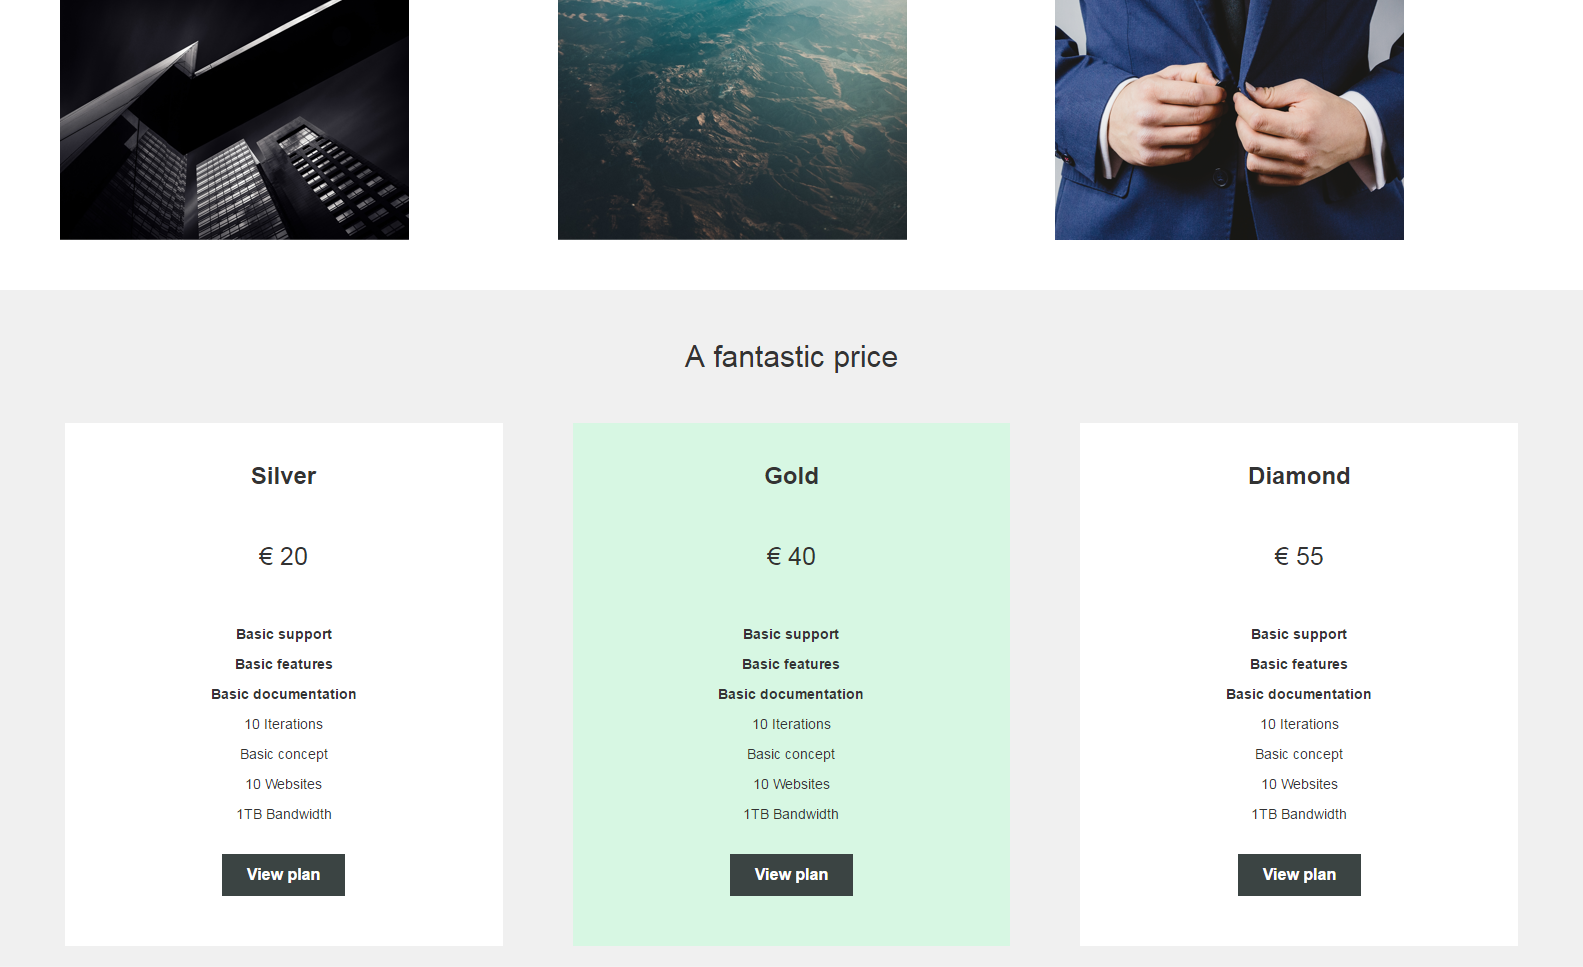 A fantastic price
Silver
€ 20
Basic support
Basic features
Basic documentation
10 Iterations
Basic concept
10 Websites
1TB Bandwidth
View plan
Gold
€ 40
Basic support
Basic features
Basic documentation
10 Iterations
Basic concept
10 Websites
1TB Bandwidth
View plan
Diamond
€ 55
Basic support
Basic features
Basic documentation
10 Iterations
Basic concept
10 Websites
1TB Bandwidth
View plan